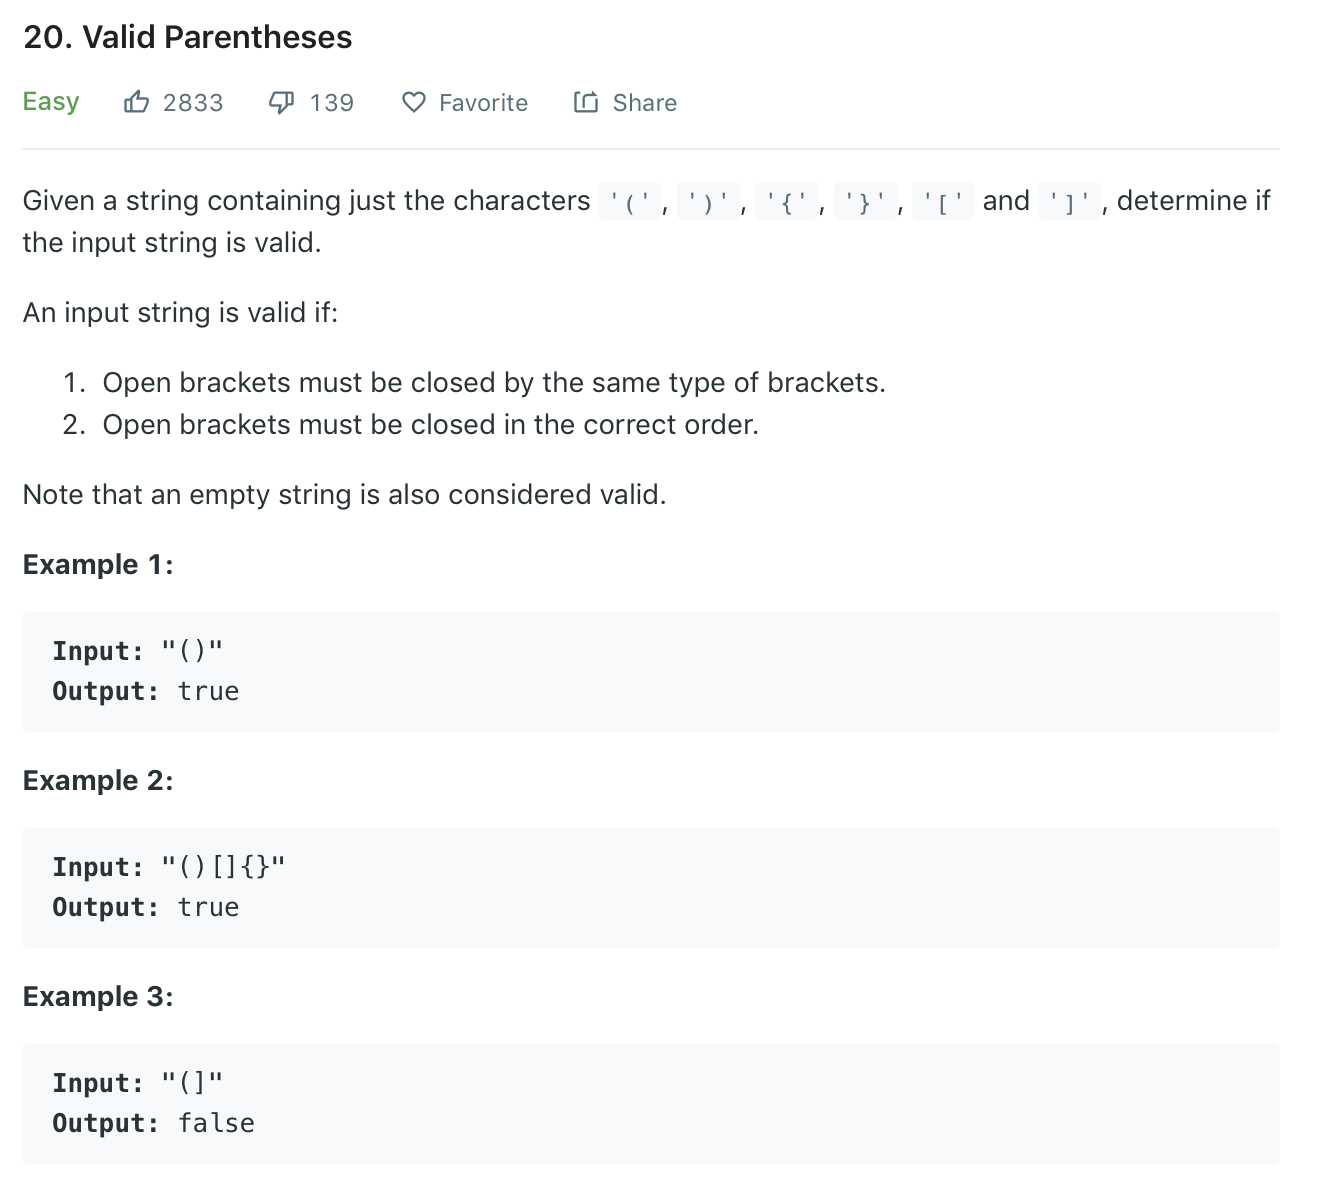 20. Valid Parentheses
Easy 2833 139 Favorite Share
Given a string containing just the characters '(', ')', '{', '}', '[' and ']', determine if
the input string is valid.
An input string is valid if:
1. Open brackets must be closed by the same type of brackets.
2. Open brackets must be closed in the correct order.
Note that an empty string is also considered valid.
Example 1:
Input: "()"
Output: true
Example 2:
Input: "()[]{}"
Output: true
Example 3:
Input: "(]"
Output: false